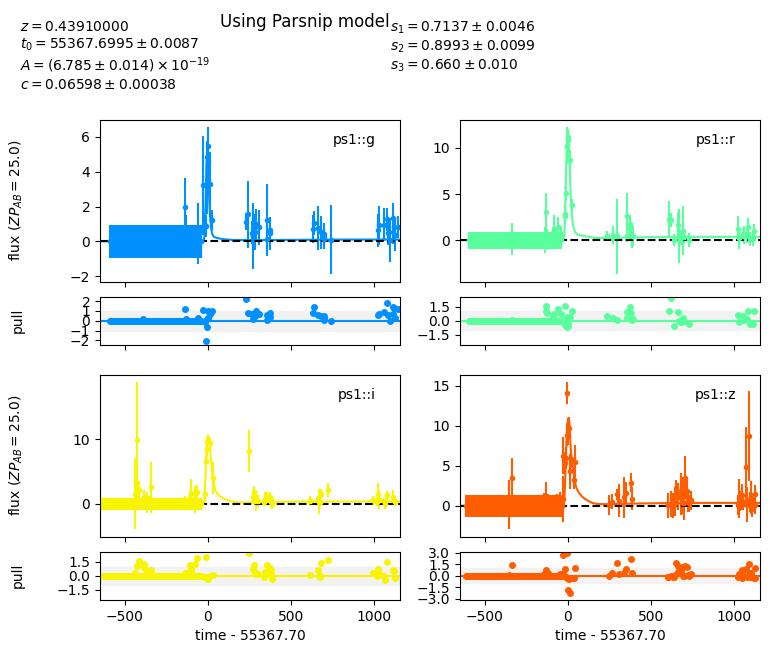 Using Parsnip model
z = 0.43910000
t₀ = 55367.6995 ± 0.0087
A = (6.785 ± 0.014) × 10⁻¹⁹
c = 0.06598 ± 0.00038
s₁ = 0.7137 ± 0.0046
s₂ = 0.8993 ± 0.0099
s₃ = 0.660 ± 0.010
flux (ZP_AB = 25.0)
6
4
2
0
−2
ps1::g
10
5
0
ps1::r
pull
2
1
0
−1
−2
1.5
0.0
−1.5
flux (ZP_AB = 25.0)
10
0
ps1::i
15
10
5
0
ps1::z
pull
1.5
0.0
−1.5
3.0
1.5
0.0
−1.5
−3.0
−500 0 500 1000
−500 0 500 1000
time - 55367.70
time - 55367.70